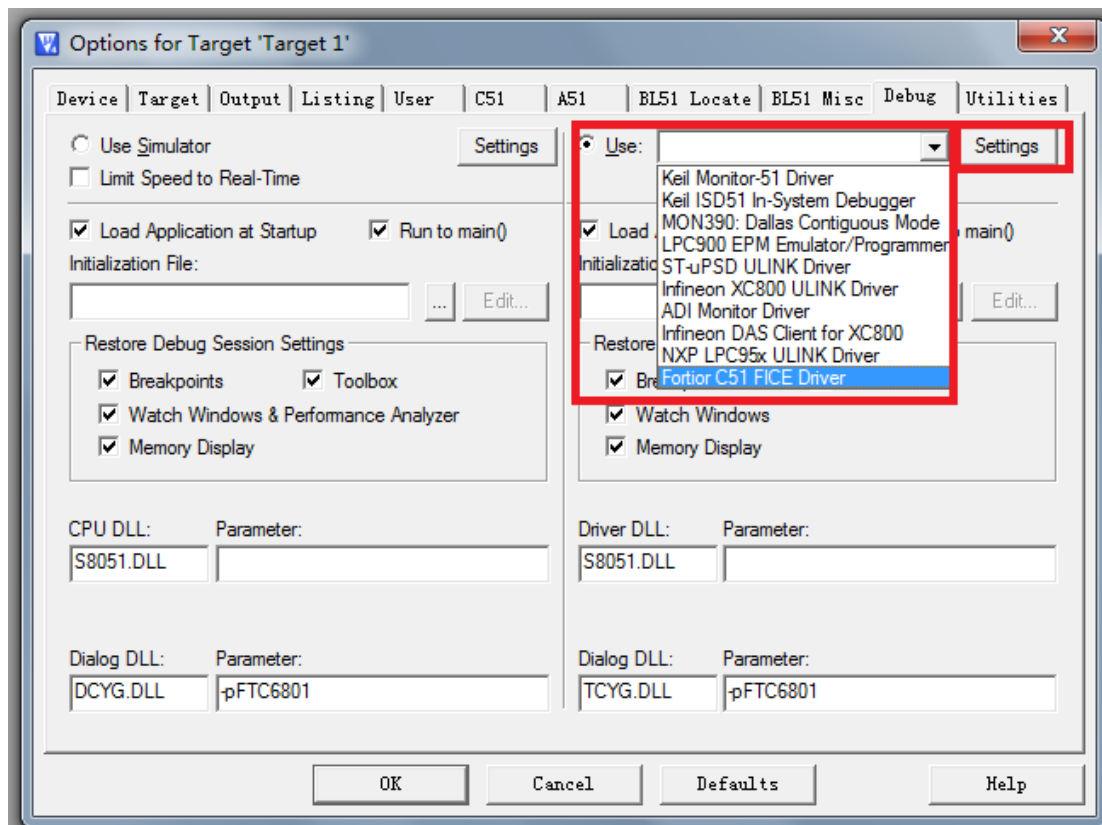 Options for Target 'Target 1'
Device Target Output Listing User C51 A51 BL51 Locate BL51 Misc Debug Utilities
Use Simulator Settings Use: Settings
Limit Speed to Real-Time
Keil Monitor-51 Driver
Keil ISD51 In-System Debugger
MON390: Dallas Contiguous Mode
LPC900 EPM Emulator/Programmer
ST-uPSD ULINK Driver
Infineon XC800 ULINK Driver
ADI Monitor Driver
Infineon DAS Client for XC800
NXP LPC95x ULINK Driver
Fortior C51 FICE Driver
Load Application at Startup Run to main() Load main()
Initialization File:
... Edit... Edit...
Restore Debug Session Settings Restore
Breakpoints Toolbox
Watch Windows & Performance Analyzer Watch Windows
Memory Display Memory Display
CPU DLL: Parameter: Driver DLL: Parameter:
S8051.DLL S8051.DLL
Dialog DLL: Parameter: Dialog DLL: Parameter:
DCYG.DLL -pFTC6801 TCYG.DLL -pFTC6801
OK Cancel Defaults Help